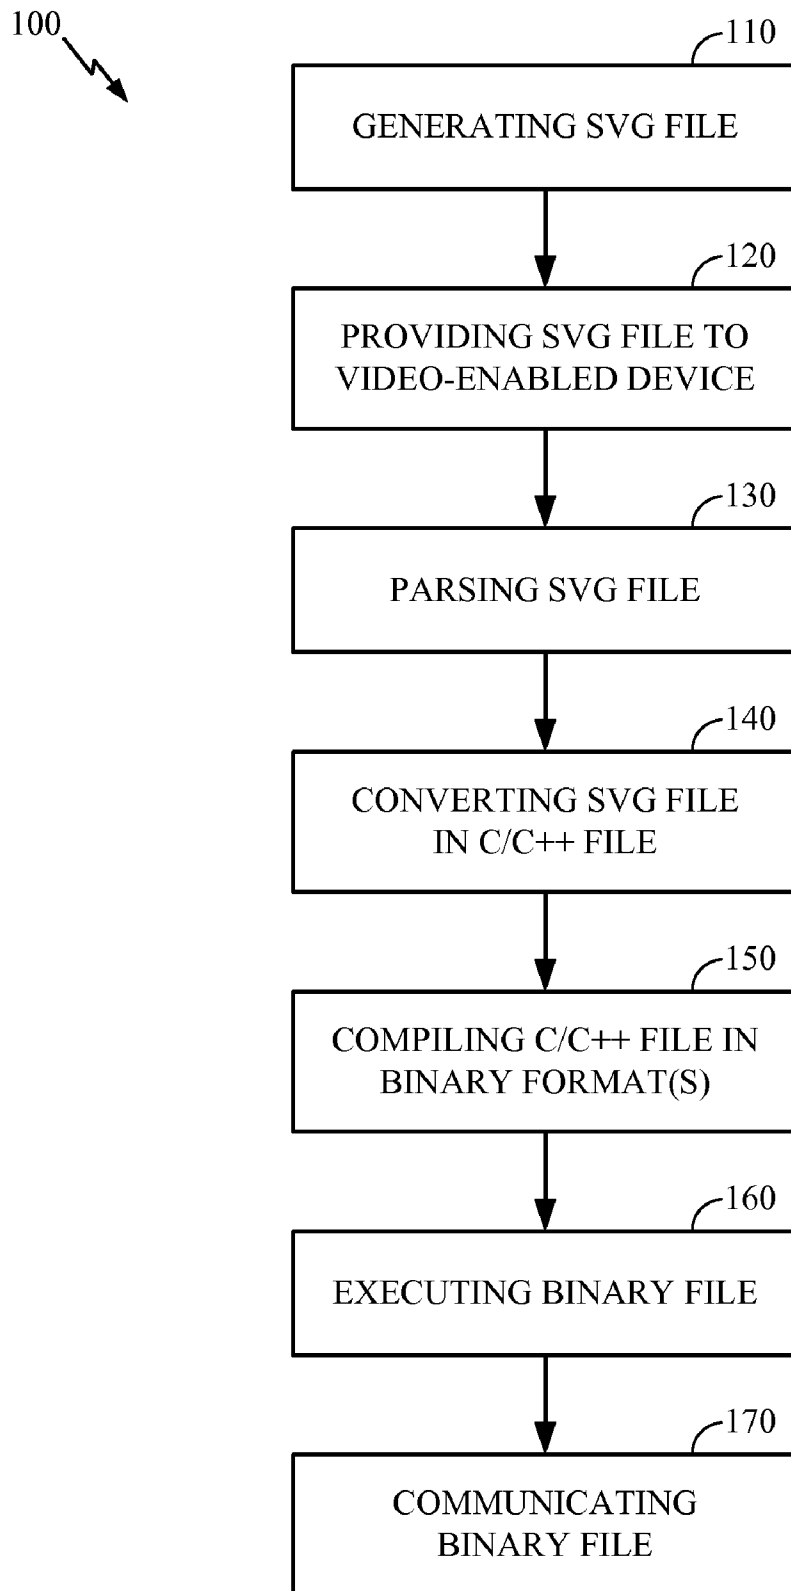 100
110
GENERATING SVG FILE
120
PROVIDING SVG FILE TO
VIDEO-ENABLED DEVICE
130
PARSING SVG FILE
140
CONVERTING SVG FILE
IN C/C++ FILE
150
COMPILING C/C++ FILE IN
BINARY FORMAT(S)
160
EXECUTING BINARY FILE
170
COMMUNICATING
BINARY FILE